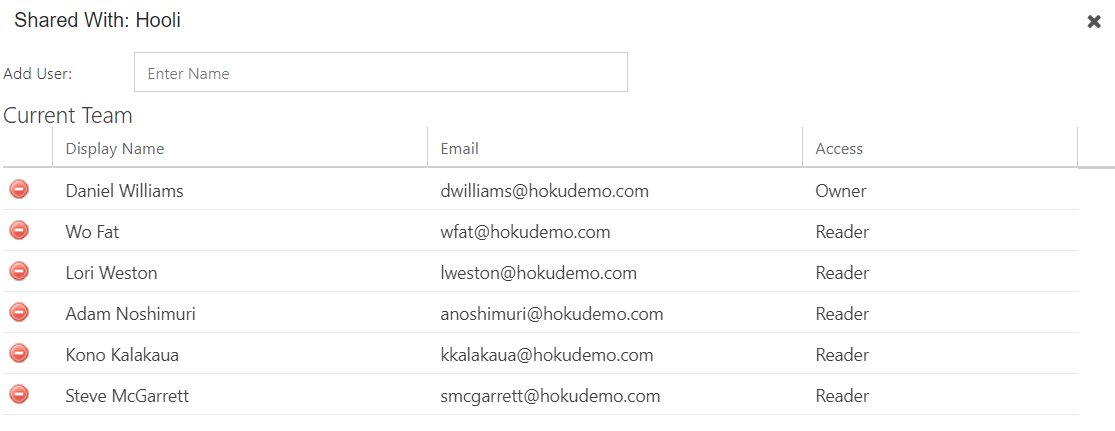 Shared With: Hooli
Add User: Enter Name
Current Team
Display Name Email Access
Daniel Williams dwilliams@hokudemo.com Owner
Wo Fat wfat@hokudemo.com Reader
Lori Weston lweston@hokudemo.com Reader
Adam Noshimuri anoshimuri@hokudemo.com Reader
Kono Kalakaua kkalakaua@hokudemo.com Reader
Steve McGarrett smcgarrett@hokudemo.com Reader